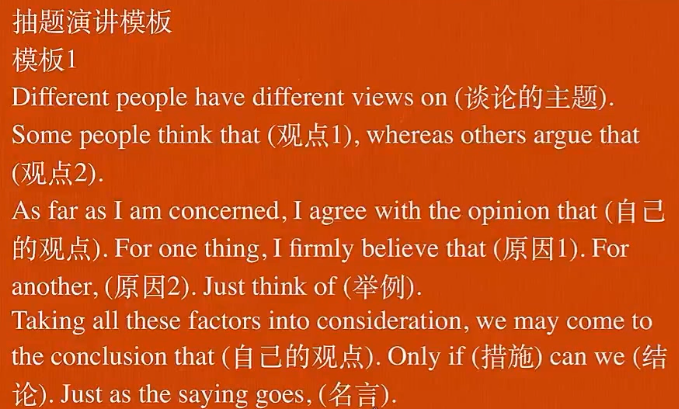 抽题演讲模板
模板1
Different people have different views on (谈论的主题).
Some people think that (观点1), whereas others argue that
(观点2).
As far as I am concerned, I agree with the opinion that (自己
的观点). For one thing, I firmly believe that (原因1). For
another, (原因2). Just think of (举例).
Taking all these factors into consideration, we may come to
the conclusion that (自己的观点). Only if (措施) can we (结
论). Just as the saying goes, (名言).